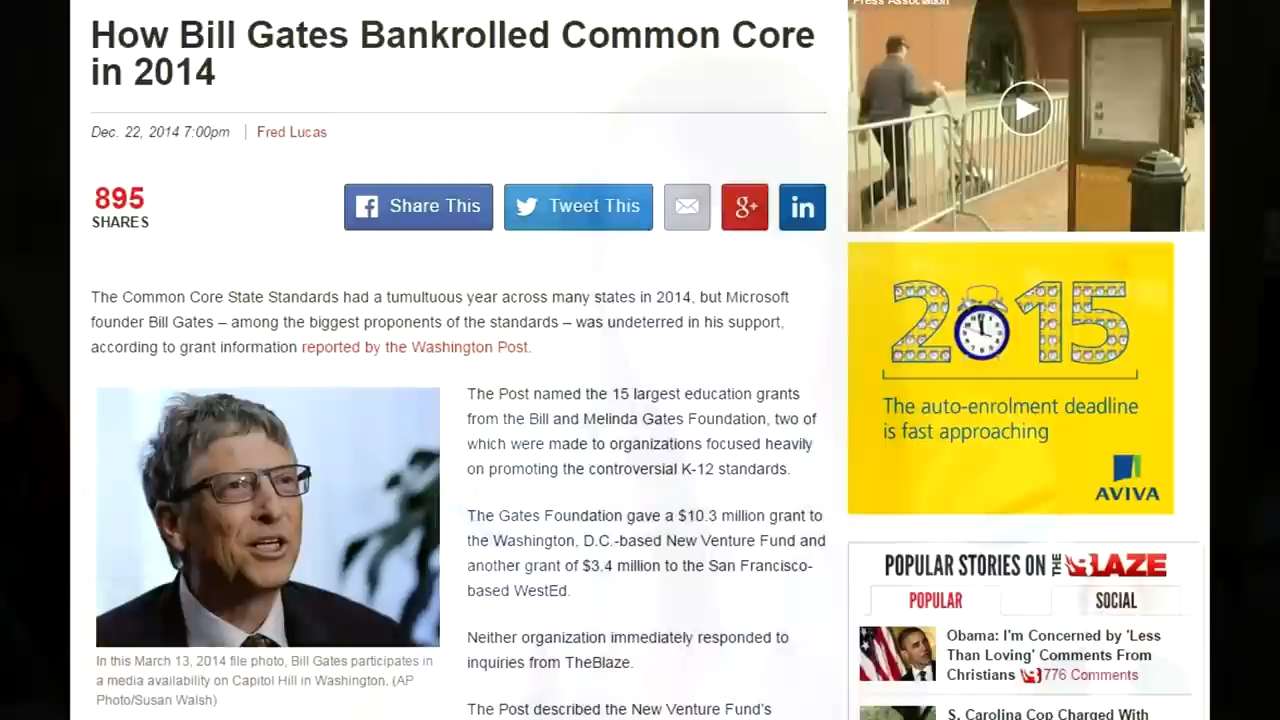 How Bill Gates Bankrolled Common Core
in 2014
Dec. 22, 2014 7:00pm
Fred Lucas
895
SHARES
Share This
Tweet This
g+
in
The Common Core State Standards had a tumultuous year across many states in 2014, but Microsoft
founder Bill Gates – among the biggest proponents of the standards – was undeterred in his support,
according to grant information reported by the Washington Post.
The Post named the 15 largest education grants
from the Bill and Melinda Gates Foundation, two of
which were made to organizations focused heavily
on promoting the controversial K-12 standards.
The Gates Foundation gave a $10.3 million grant to
the Washington, D.C.-based New Venture Fund and
another grant of $3.4 million to the San Francisco-
based WestEd.
Neither organization immediately responded to
inquiries from TheBlaze.
The Post described the New Venture Fund's
In this March 13, 2014 file photo, Bill Gates participates in
a media availability on Capitol Hill in Washington. (AP
Photo/Susan Walsh)
Press Association
2015
The auto-enrolment deadline
is fast approaching
AVIVA
POPULAR STORIES ON THE BLAZE
POPULAR
SOCIAL
Obama: I'm Concerned by 'Less
Than Loving' Comments From
Christians 776 Comments
S. Carolina Cop Charged With